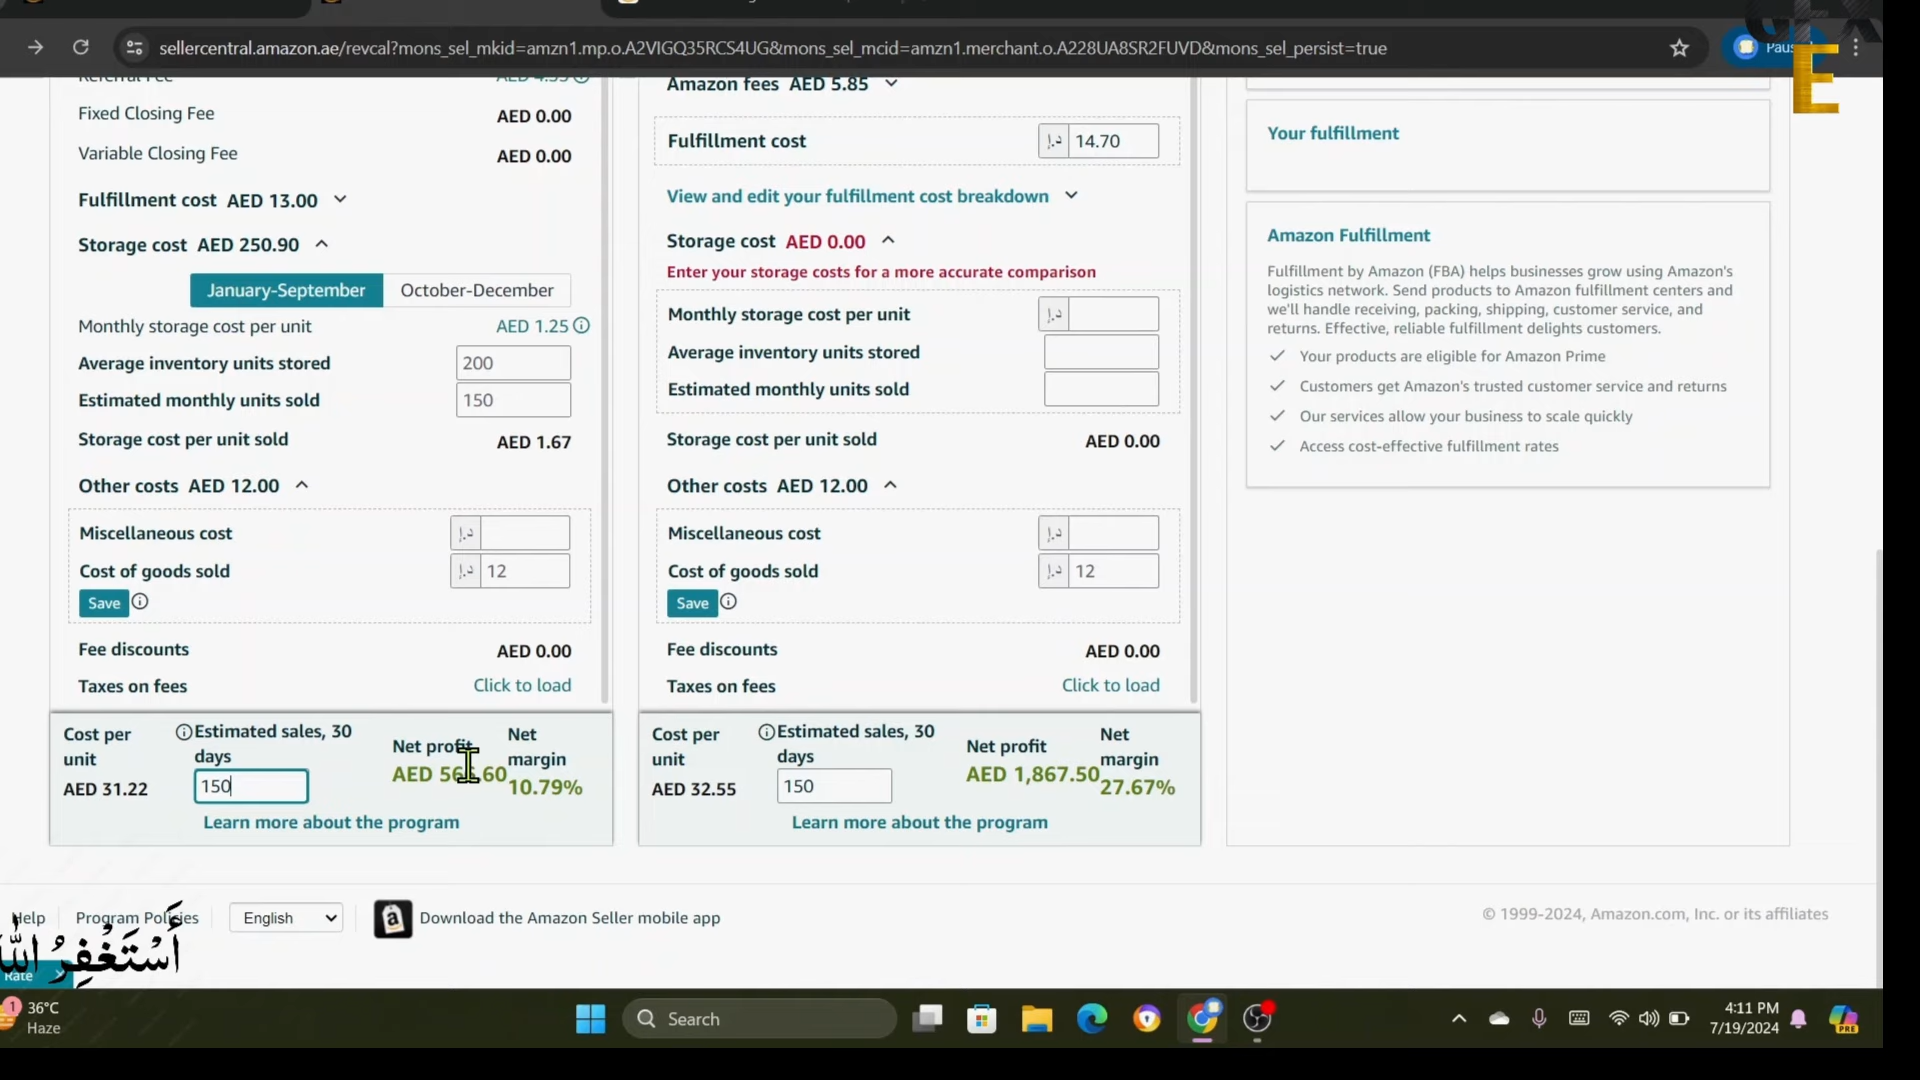 sellercentral.amazon.ae/revcal?mons_sel_mkid=amzn1.mp.o.A2VIGQ35RCS4UG&mons_sel_mcid=amzn1.merchant.o.A228UA8SR2FUVD&mons_sel_persist=true
E
Referral Fee
Fixed Closing Fee AED 0.00
Variable Closing Fee AED 0.00
Fulfillment cost AED 13.00
Storage cost AED 250.90
January-September October-December
Monthly storage cost per unit AED 1.25
Average inventory units stored 200
Estimated monthly units sold 150
Storage cost per unit sold AED 1.67
Other costs AED 12.00
Miscellaneous cost د.إ
Cost of goods sold د.إ 12
Save
Fee discounts AED 0.00
Taxes on fees Click to load
Cost per unit
AED 31.22
Estimated sales, 30 days
150
Net profit
Net margin
10.79%
Learn more about the program
Amazon fees AED 5.85
Fulfillment cost د.إ 14.70
View and edit your fulfillment cost breakdown
Storage cost AED 0.00
Enter your storage costs for a more accurate comparison
Monthly storage cost per unit د.إ
Average inventory units stored
Estimated monthly units sold
Storage cost per unit sold AED 0.00
Other costs AED 12.00
Miscellaneous cost د.إ
Cost of goods sold د.إ 12
Save
Fee discounts AED 0.00
Taxes on fees Click to load
Cost per unit
AED 32.55
Estimated sales, 30 days
150
Net profit
AED 1,867.50
Net margin
27.67%
Learn more about the program
Your fulfillment
Amazon Fulfillment
Fulfillment by Amazon (FBA) helps businesses grow using Amazon's
logistics network. Send products to Amazon fulfillment centers and
we'll handle receiving, packing, shipping, customer service, and
returns. Effective, reliable fulfillment delights customers.
Your products are eligible for Amazon Prime
Customers get Amazon's trusted customer service and returns
Our services allow your business to scale quickly
Access cost-effective fulfillment rates
Help Program Policies English Download the Amazon Seller mobile app
© 1999-2024, Amazon.com, Inc. or its affiliates
أَسْتَغْفِرُ اللّٰه
Rate
1
36°C
Haze
Search
4:11 PM
7/19/2024
PRE